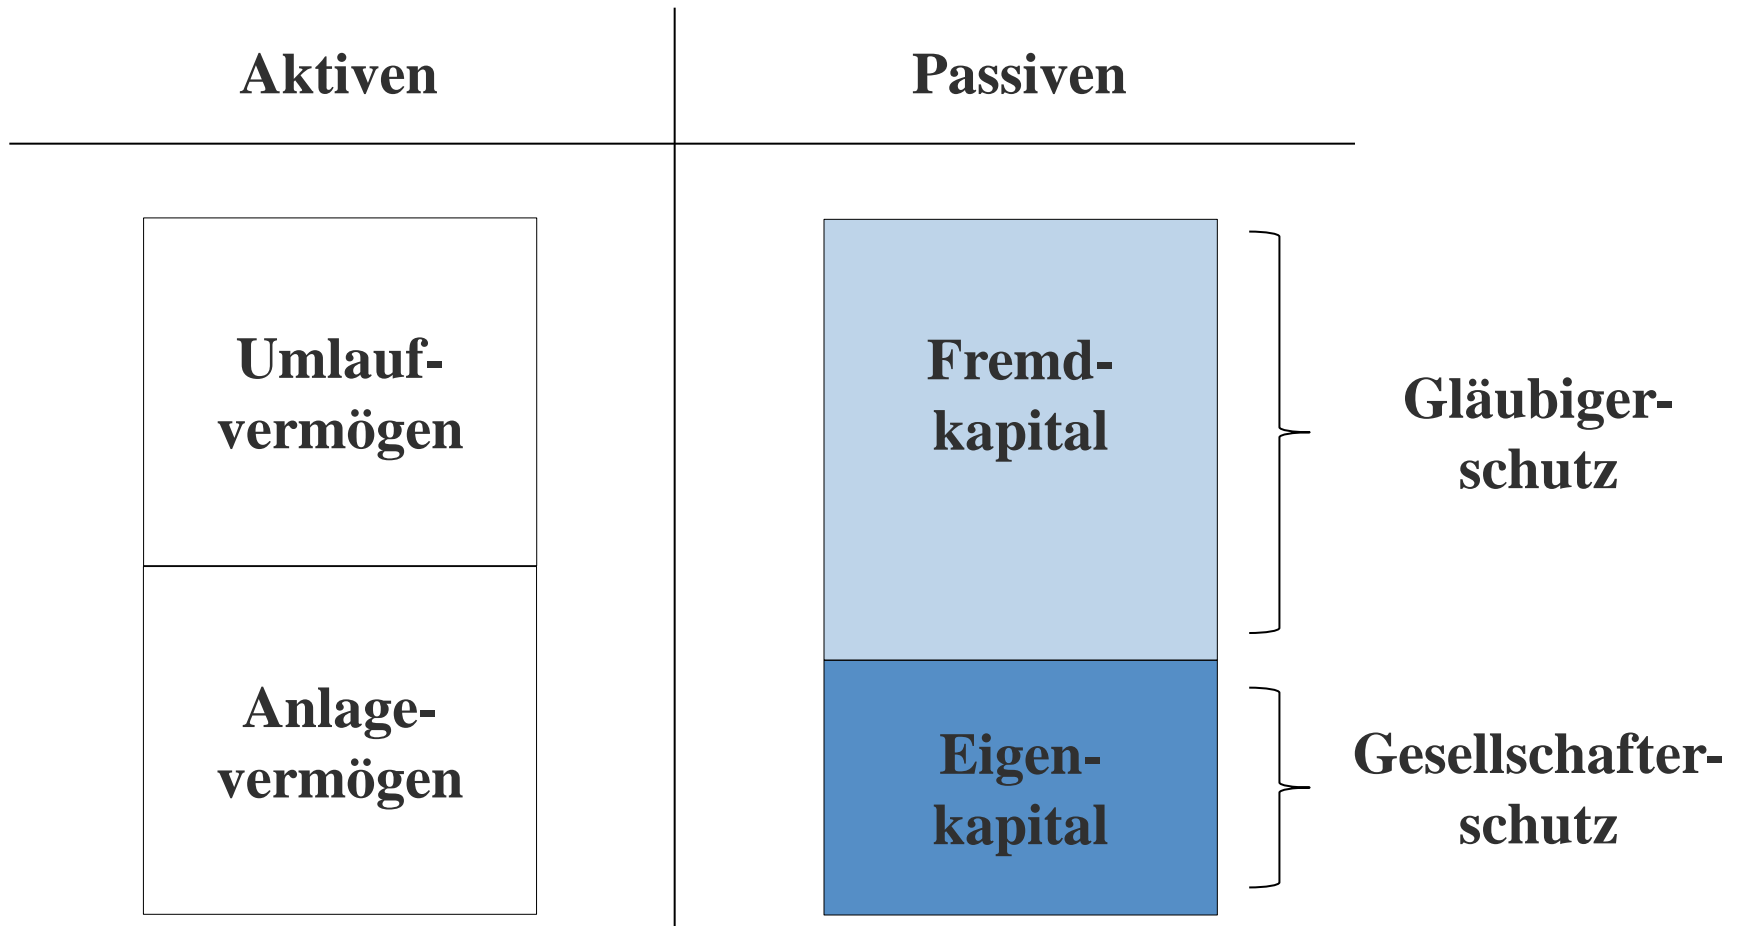 Aktiven
Passiven
Umlauf-
vermögen
Anlage-
vermögen
Fremd-
kapital
Eigen-
kapital
Gläubiger-
schutz
Gesellschafter-
schutz